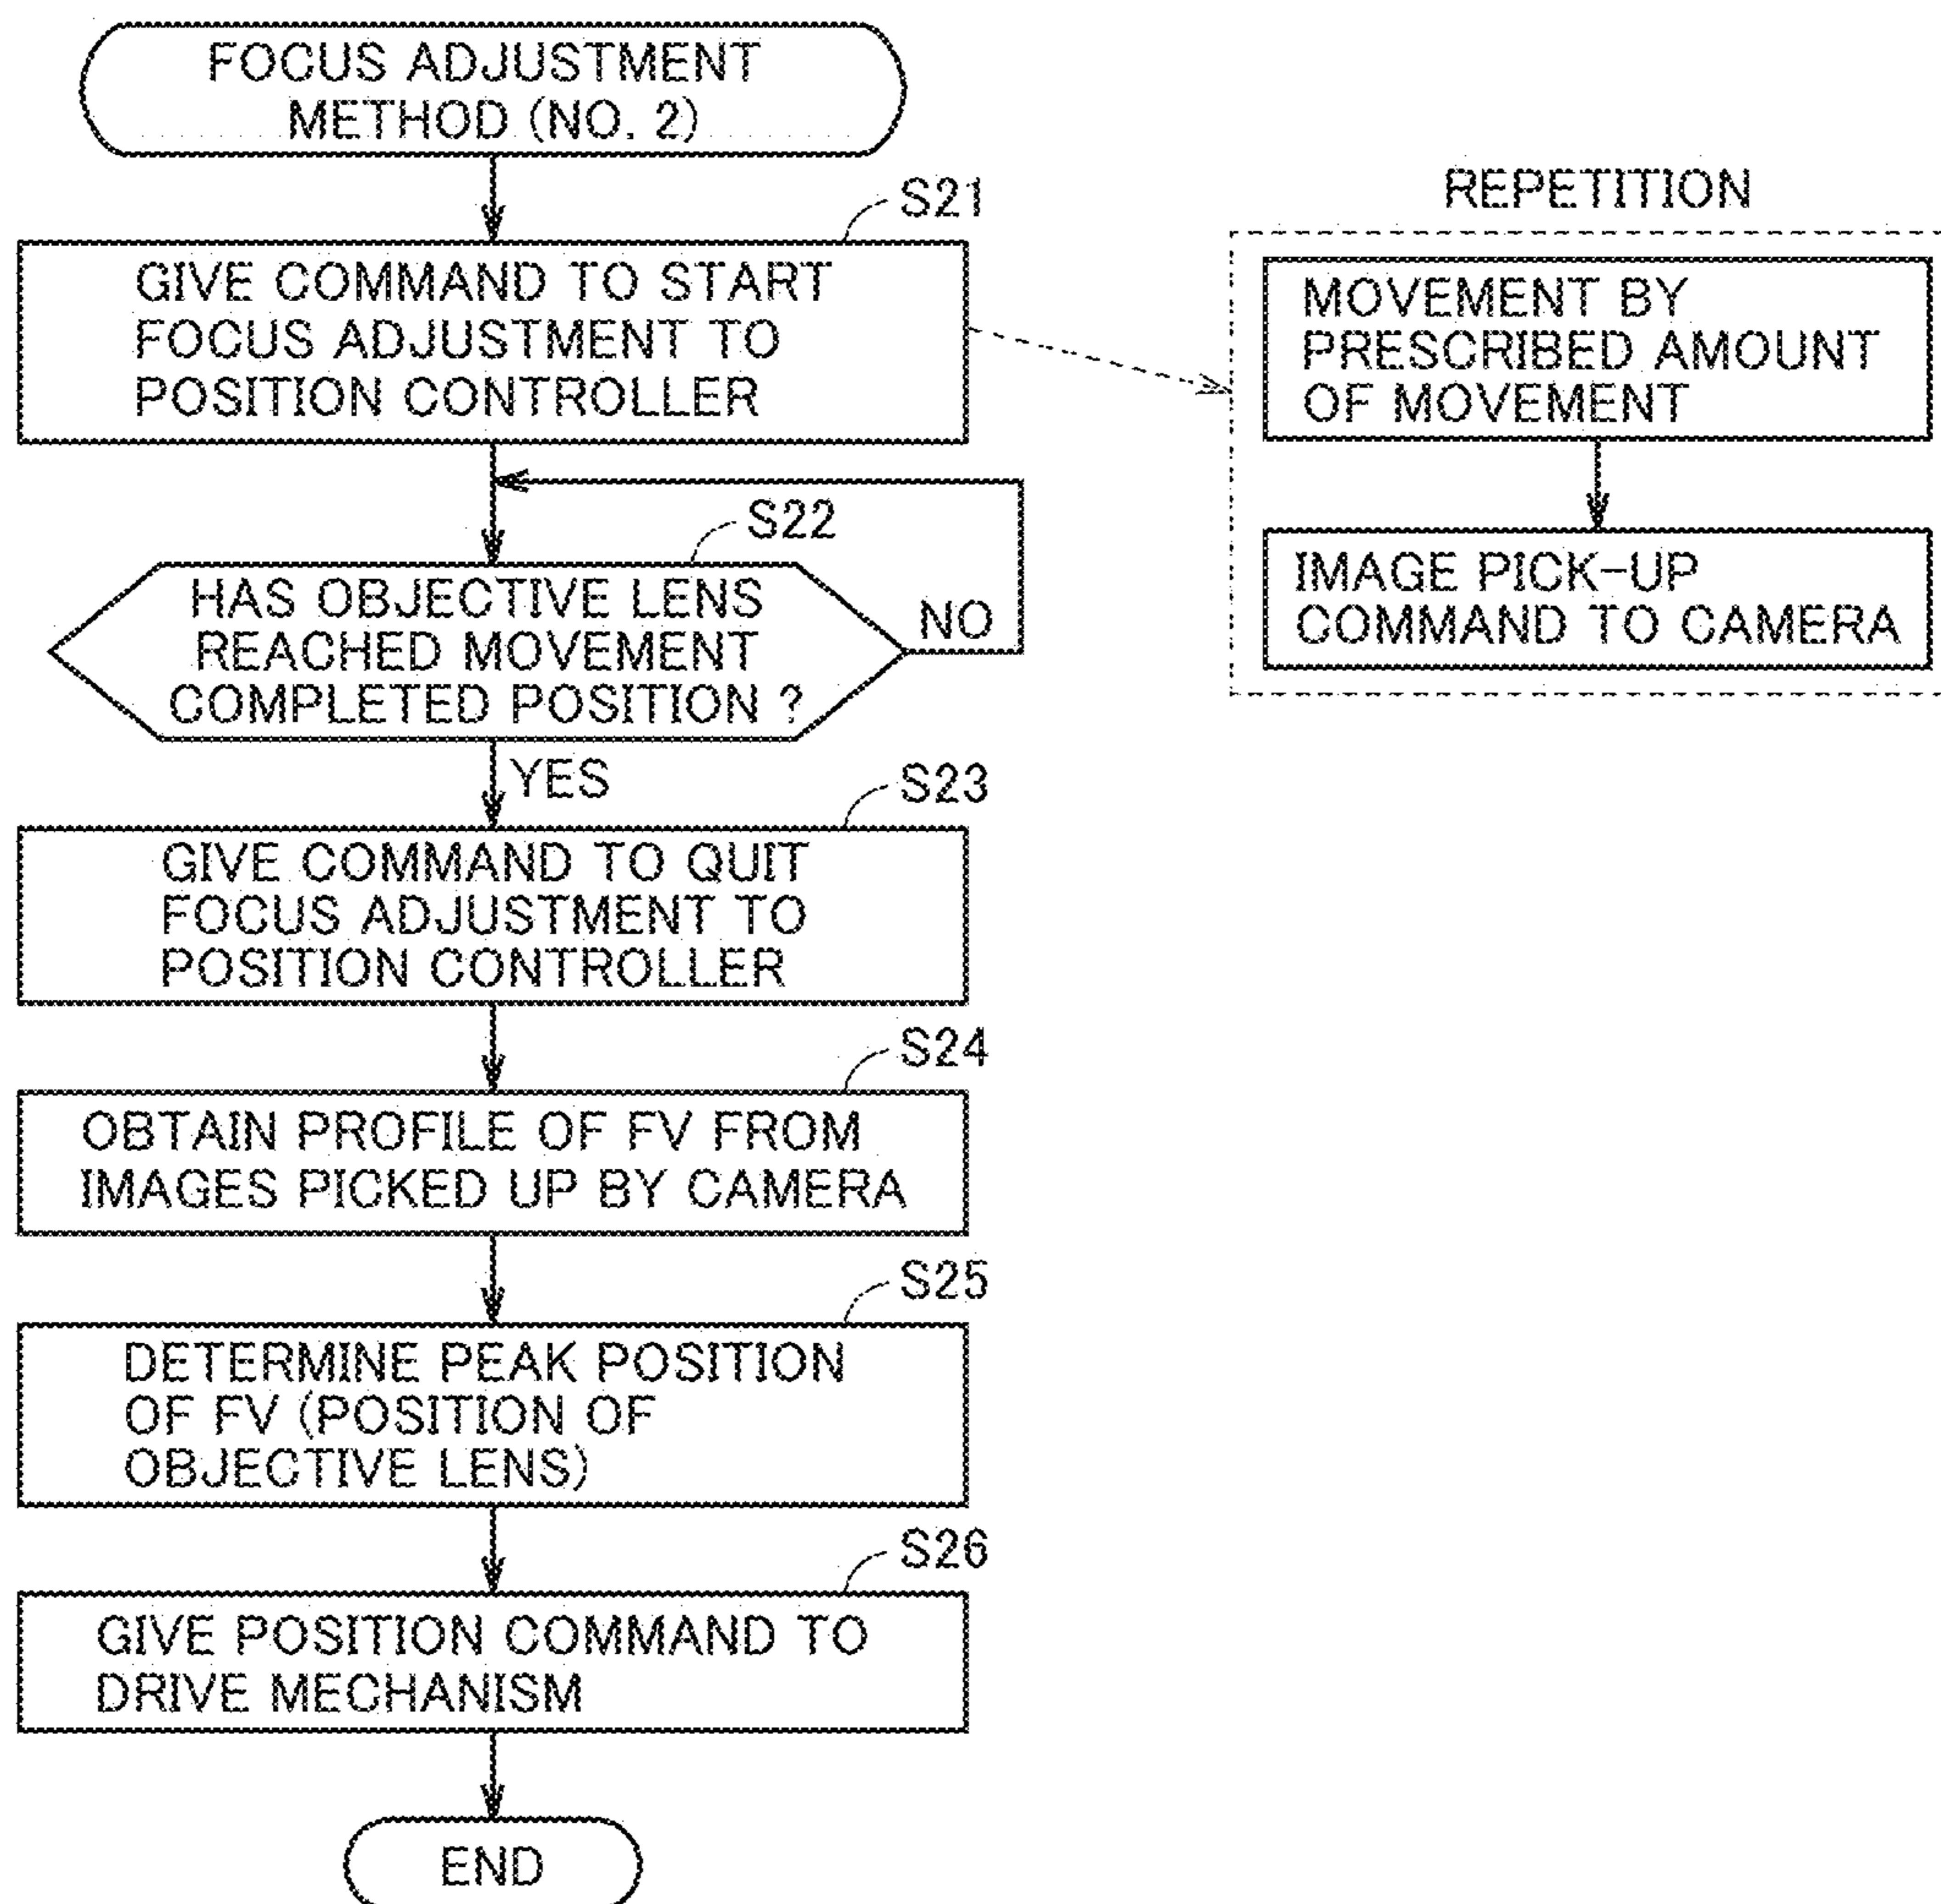 FOCUS ADJUSTMENT
METHOD (NO. 2)
S21
GIVE COMMAND TO START
FOCUS ADJUSTMENT TO
POSITION CONTROLLER
REPETITION
MOVEMENT BY
PRESCRIBED AMOUNT
OF MOVEMENT
IMAGE PICK-UP
COMMAND TO CAMERA
S22
HAS OBJECTIVE LENS
REACHED MOVEMENT
COMPLETED POSITION ?
NO
YES
S23
GIVE COMMAND TO QUIT
FOCUS ADJUSTMENT TO
POSITION CONTROLLER
S24
OBTAIN PROFILE OF FV FROM
IMAGES PICKED UP BY CAMERA
S25
DETERMINE PEAK POSITION
OF FV (POSITION OF
OBJECTIVE LENS)
S26
GIVE POSITION COMMAND TO
DRIVE MECHANISM
END